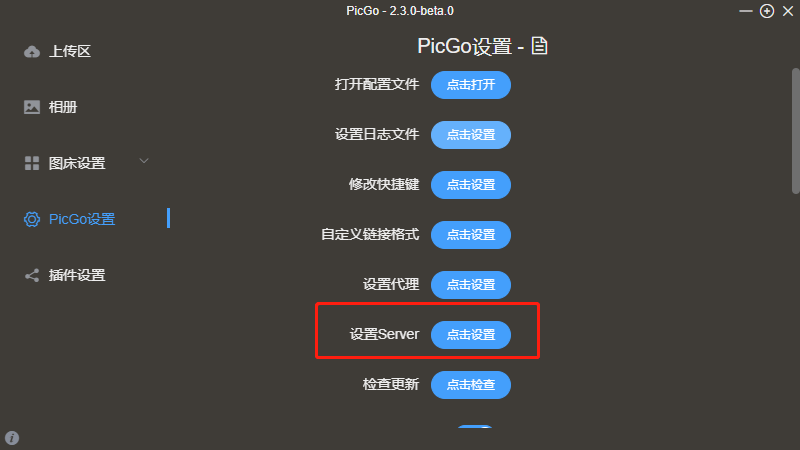 PicGo - 2.3.0-beta.0
上传区
相册
图床设置
PicGo设置
插件设置
PicGo设置 -
打开配置文件 点击打开
设置日志文件 点击设置
修改快捷键 点击设置
自定义链接格式 点击设置
设置代理 点击设置
设置Server 点击设置
检查更新 点击检查